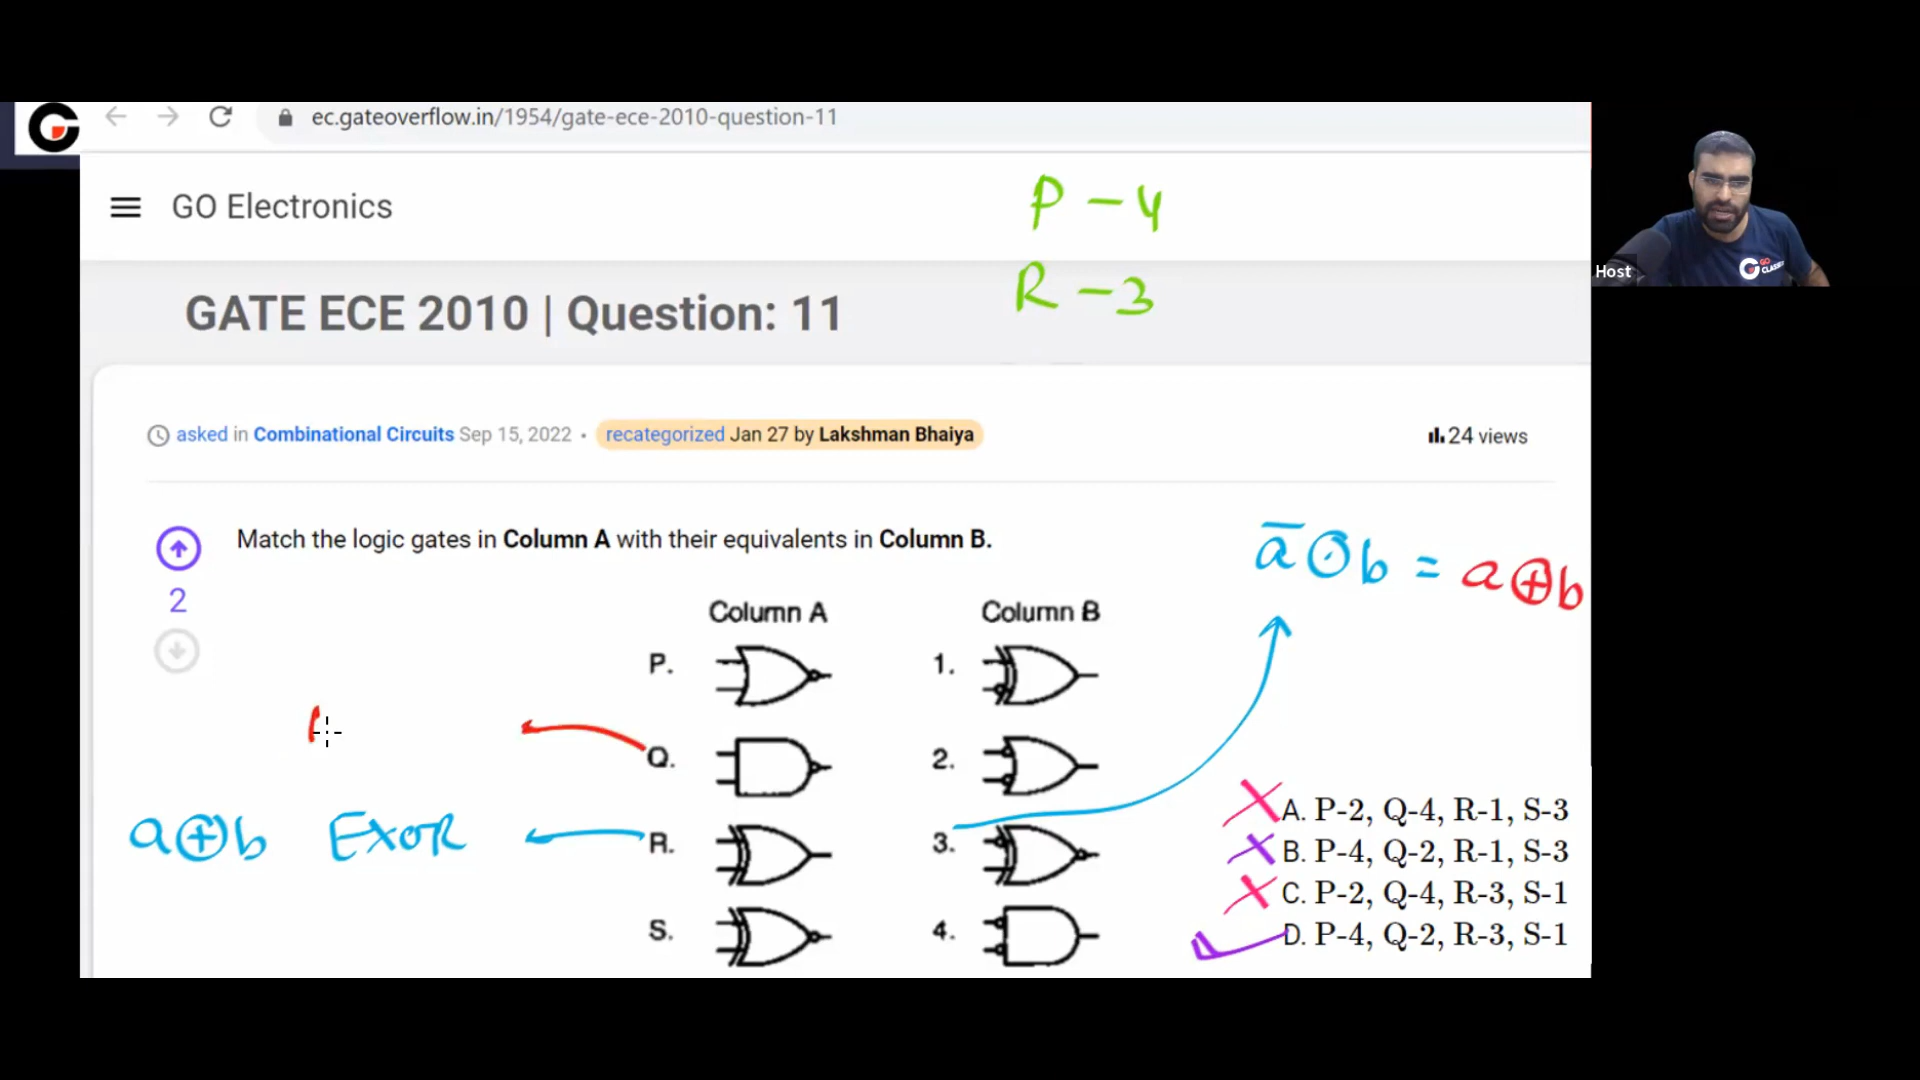 ec.gateoverflow.in/1954/gate-ece-2010-question-11
GO Electronics
P - 4
R - 3
GATE ECE 2010 | Question: 11
asked in Combinational Circuits Sep 15, 2022 • recategorized Jan 27 by Lakshman Bhaiya
24 views
2
Match the logic gates in Column A with their equivalents in Column B.
a̅ ⊙ b = a ⊕ b
Column A Column B
P. 1.
Q. 2.
R. 3.
S. 4.
a ⊕ b EXOR
A. P-2, Q-4, R-1, S-3
B. P-4, Q-2, R-1, S-3
C. P-2, Q-4, R-3, S-1
D. P-4, Q-2, R-3, S-1
Host
GO